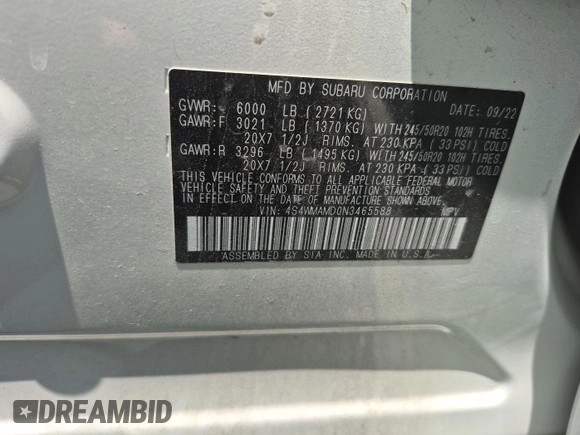 MFD BY SUBARU CORPORATION
DATE: 09/22
GVWR: 6000 LB ( 2721 KG)
GAWR:F 3021 LB ( 1370 KG) WITH 245/50R20 102H TIRES,
20X7 1/2J RIMS. AT 230 KPA ( 33 PSI) COLD
GAWR:R 3296 LB ( 1495 KG) WITH 245/50R20 102H TIRES,
20X7 1/2J RIMS. AT 230 KPA ( 33 PSI) COLD
THIS VEHICLE CONFORMS TO ALL APPLICABLE FEDERAL MOTOR
VEHICLE SAFETY AND THEFT PREVENTION STANDARDS
IN EFFECT ON THE DATE OF MANUFACTURE SHOWN ABOVE.
VIN: 4S4WMAMD0N3465588 MPV
ASSEMBLED BY SIA INC. MADE IN U.S.A.
DREAMBID